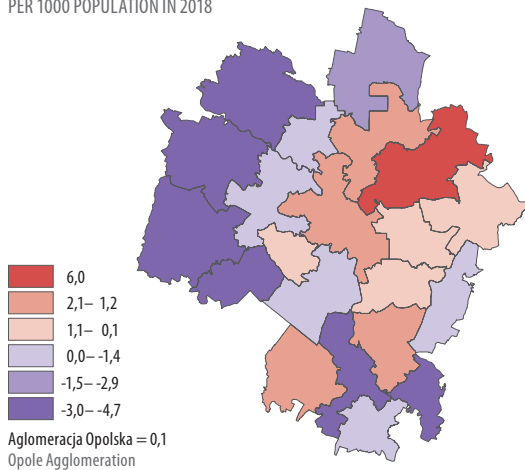 PER 1000 POPULATION IN 2018
6,0
2,1– 1,2
1,1– 0,1
0,0– -1,4
-1,5– -2,9
-3,0– -4,7
Aglomeracja Opolska = 0,1
Opole Agglomeration